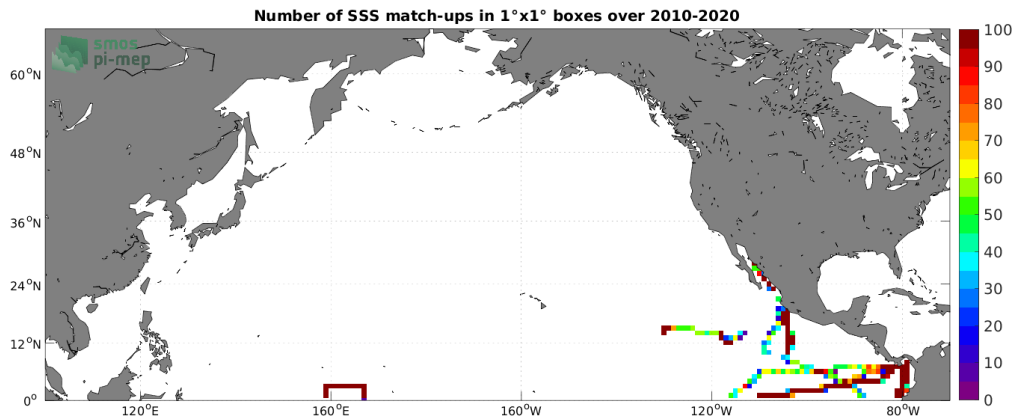 Number of SSS match-ups in 1°x1° boxes over 2010-2020
smos
pi-mep
60°N
48°N
36°N
24°N
12°N
0°
120°E
160°E
160°W
120°W
80°W
100
90
80
70
60
50
40
30
20
10
0